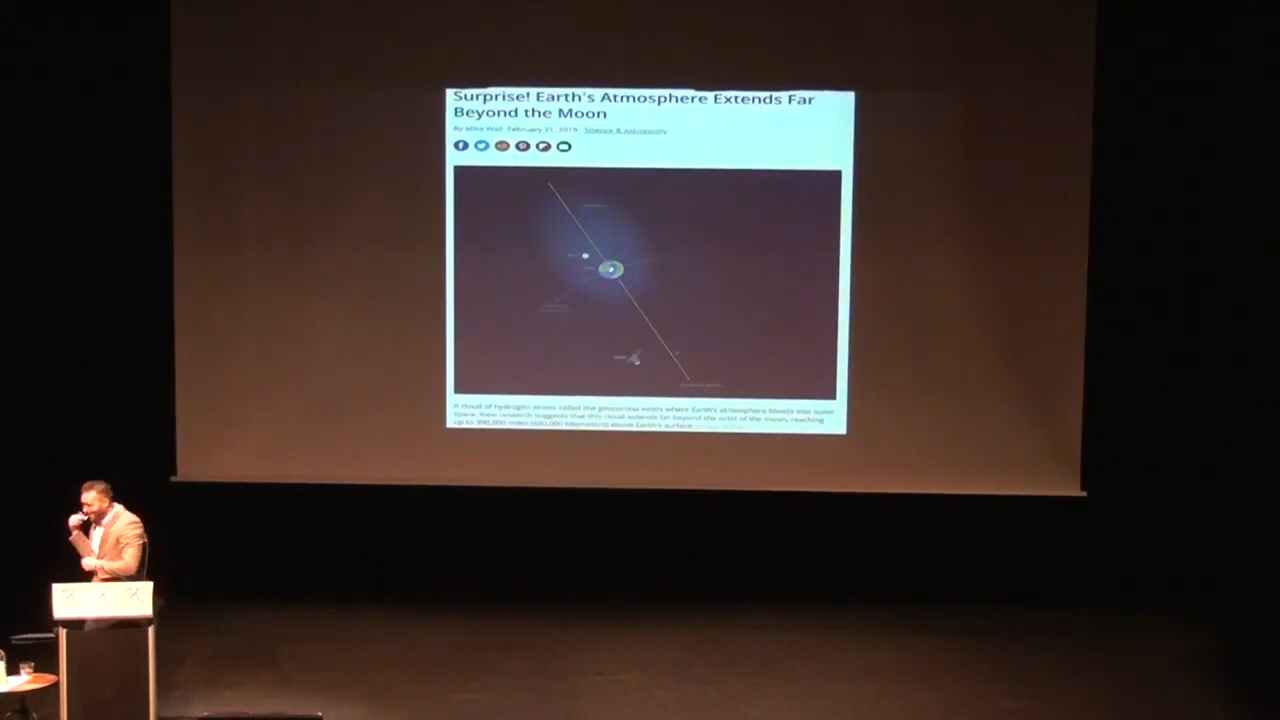 Surprise! Earth's Atmosphere Extends Far
Beyond the Moon
By Mike Wall February 21, 2019 Science & Astronomy
A cloud of hydrogen atoms called the geocorona exists where Earth's atmosphere bleeds into outer
space. New research suggests that this cloud extends far beyond the orbit of the moon, reaching
up to 390,000 miles (630,000 kilometers) above Earth's surface.